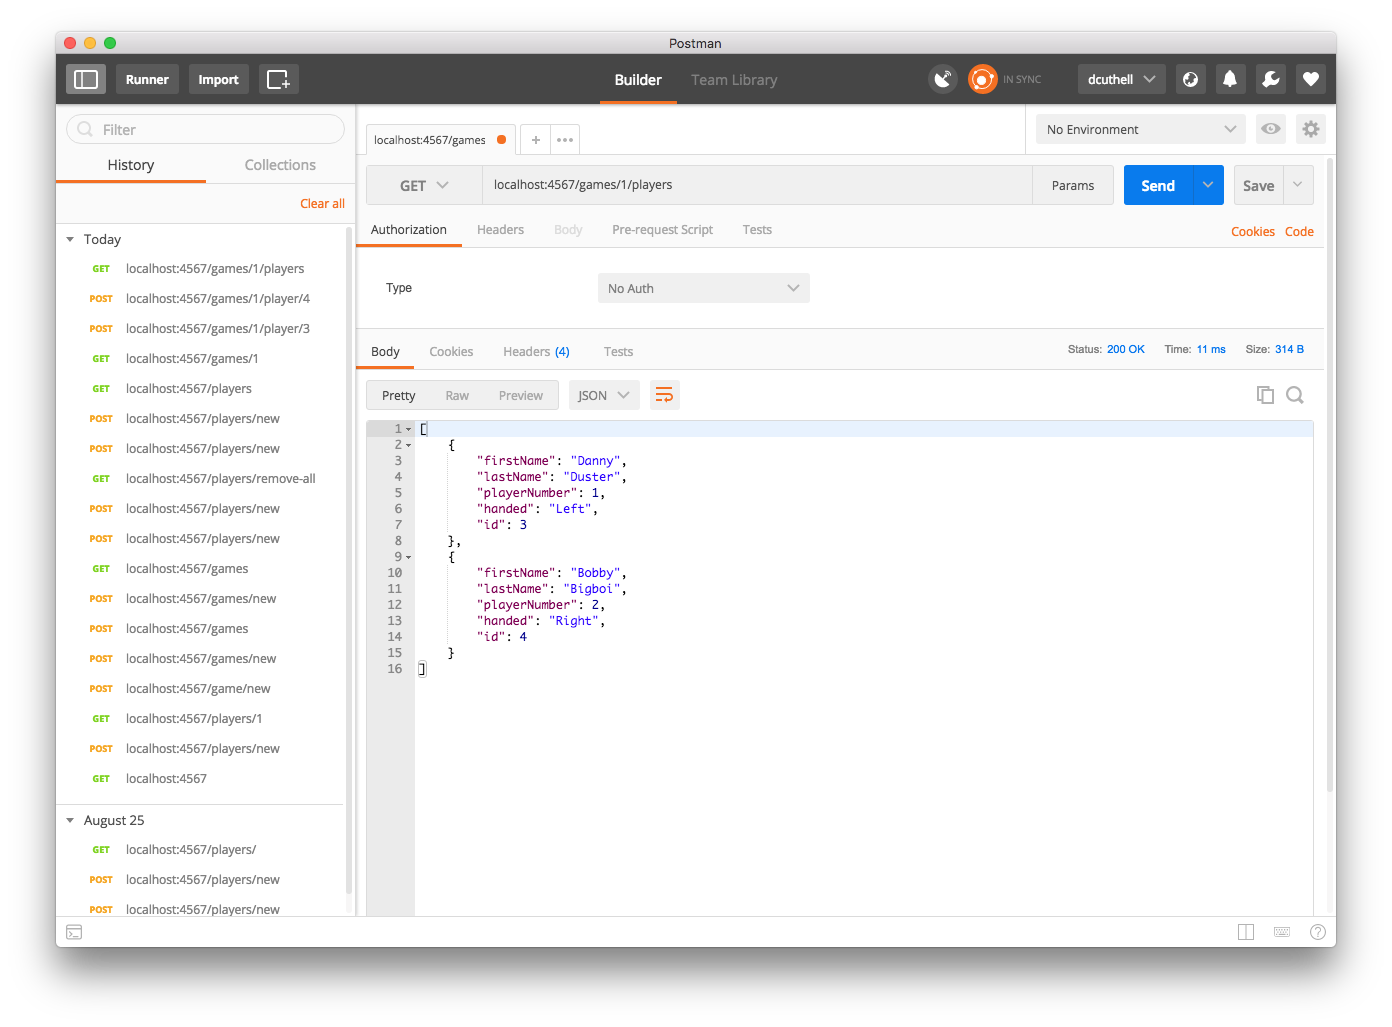 Postman
Runner
Import
Builder
Team Library
IN SYNC
dcuthell
Filter
History
Collections
Clear all
Today
GET localhost:4567/games/1/players
POST localhost:4567/games/1/player/4
POST localhost:4567/games/1/player/3
GET localhost:4567/games/1
GET localhost:4567/players
POST localhost:4567/players/new
POST localhost:4567/players/new
GET localhost:4567/players/remove-all
POST localhost:4567/players/new
POST localhost:4567/players/new
GET localhost:4567/games
POST localhost:4567/games/new
POST localhost:4567/games
POST localhost:4567/games/new
POST localhost:4567/game/new
GET localhost:4567/players/1
POST localhost:4567/players/new
GET localhost:4567
August 25
GET localhost:4567/players/
POST localhost:4567/players/new
POST localhost:4567/players/new
localhost:4567/games
No Environment
GET
localhost:4567/games/1/players
Params
Send
Save
Authorization
Headers
Body
Pre-request Script
Tests
Cookies
Code
Type
No Auth
Body
Cookies
Headers (4)
Tests
Status: 200 OK
Time: 11 ms
Size: 314 B
Pretty
Raw
Preview
JSON
1 [
2 {
3 "firstName": "Danny",
4 "lastName": "Duster",
5 "playerNumber": 1,
6 "handed": "Left",
7 "id": 3
8 },
9 {
10 "firstName": "Bobby",
11 "lastName": "Bigboi",
12 "playerNumber": 2,
13 "handed": "Right",
14 "id": 4
15 }
16 ]